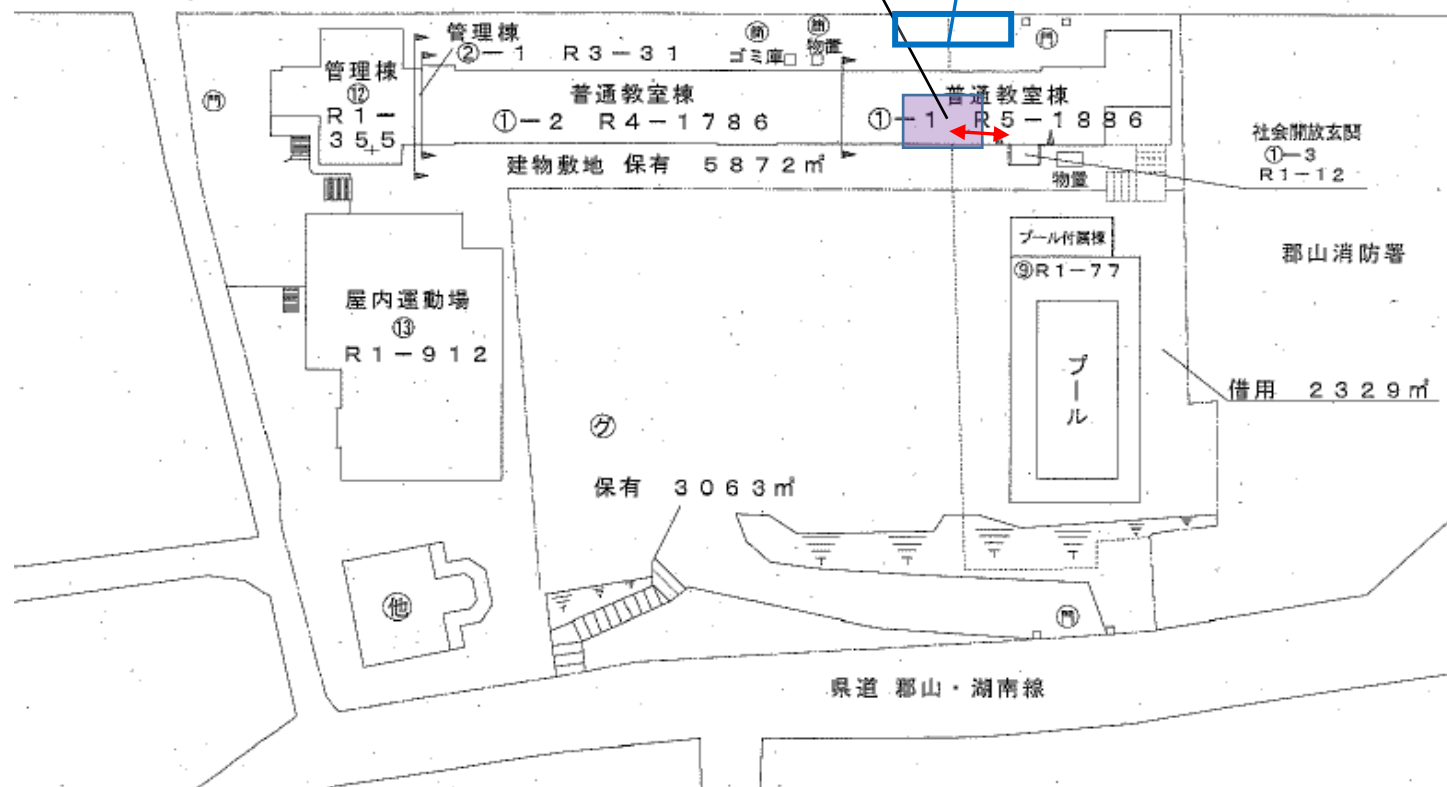 管理棟
②-1 R3-31
簡
ゴミ庫
簡
物置
門
門
管理棟
⑫
R1-
355
普通教室棟
①-2 R4-1786
普通教室棟
①-1 R5-1886
社会開放玄関
①-3
R1-12
建物敷地 保有 5872㎡
物置
プール付属棟
⑨R1-77
郡山消防署
屋内運動場
⑬
R1-912
プール
借用 2329㎡
グ
保有 3063㎡
他
門
県道 郡山・湖南線